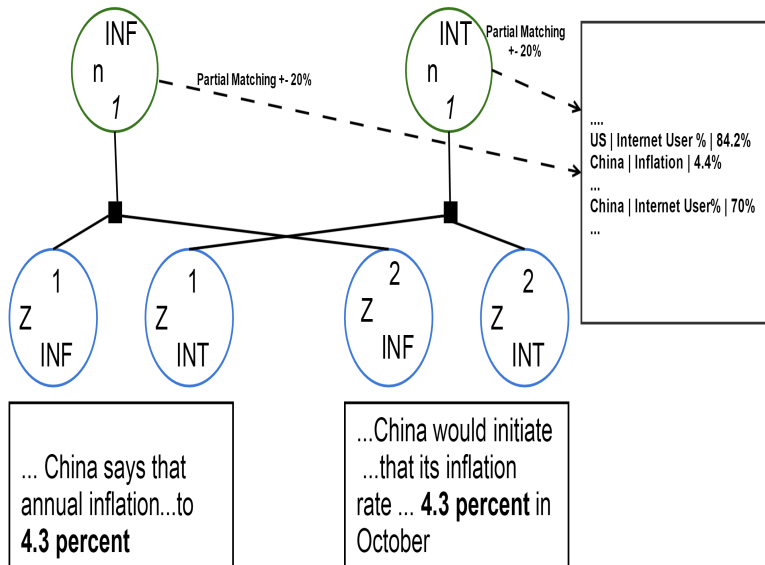 INF
n
1
INT
n
1
Partial Matching
+- 20%
Partial Matching +- 20%
....
US | Internet User % | 84.2%
China | Inflation | 4.4%
...
China | Internet User% | 70%
...
1
Z
INF
1
Z
INT
2
Z
INF
2
Z
INT
... China says that
annual inflation...to
4.3 percent
...China would initiate
...that its inflation
rate ... 4.3 percent in
October